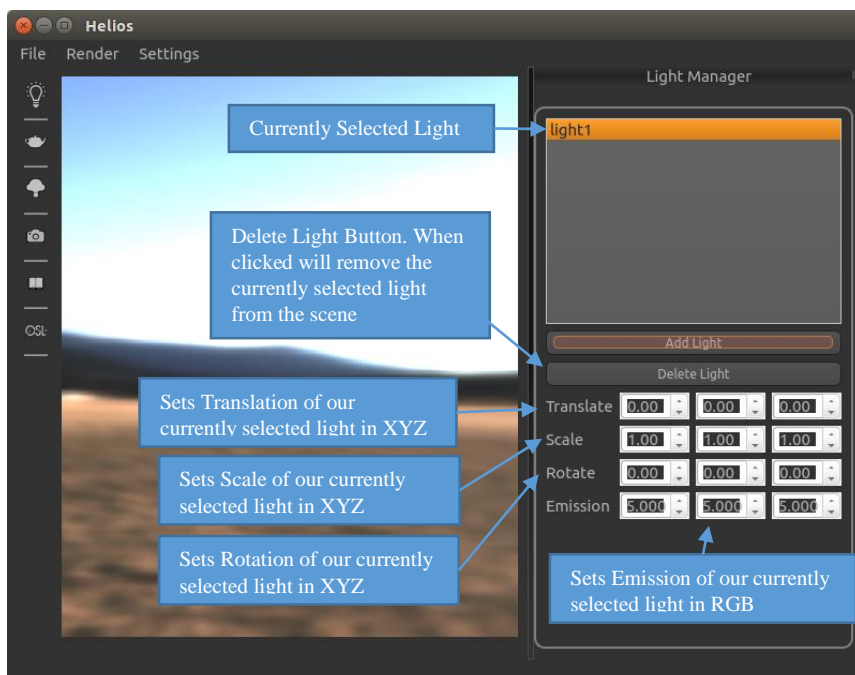 Helios
File Render Settings
Light Manager
Currently Selected Light
light1
Delete Light Button. When
clicked will remove the
currently selected light
from the scene
OSL
Add Light
Delete Light
Sets Translation of our
currently selected light in XYZ
Translate 0.00 0.00 0.00
Scale 1.00 1.00 1.00
Sets Scale of our currently
selected light in XYZ
Rotate 0.00 0.00 0.00
Emission 5.000 5.000 5.000
Sets Rotation of our currently
selected light in XYZ
Sets Emission of our currently
selected light in RGB